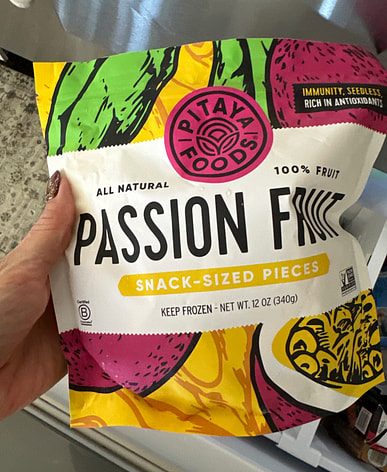 IMMUNITY, SEEDLESS,
RICH IN ANTIOXIDANTS
PITAYA
FOODS
ALL NATURAL
100% FRUIT
PASSION FRUIT
SNACK-SIZED PIECES
KEEP FROZEN - NET WT. 12 OZ (340g)
Certified
B